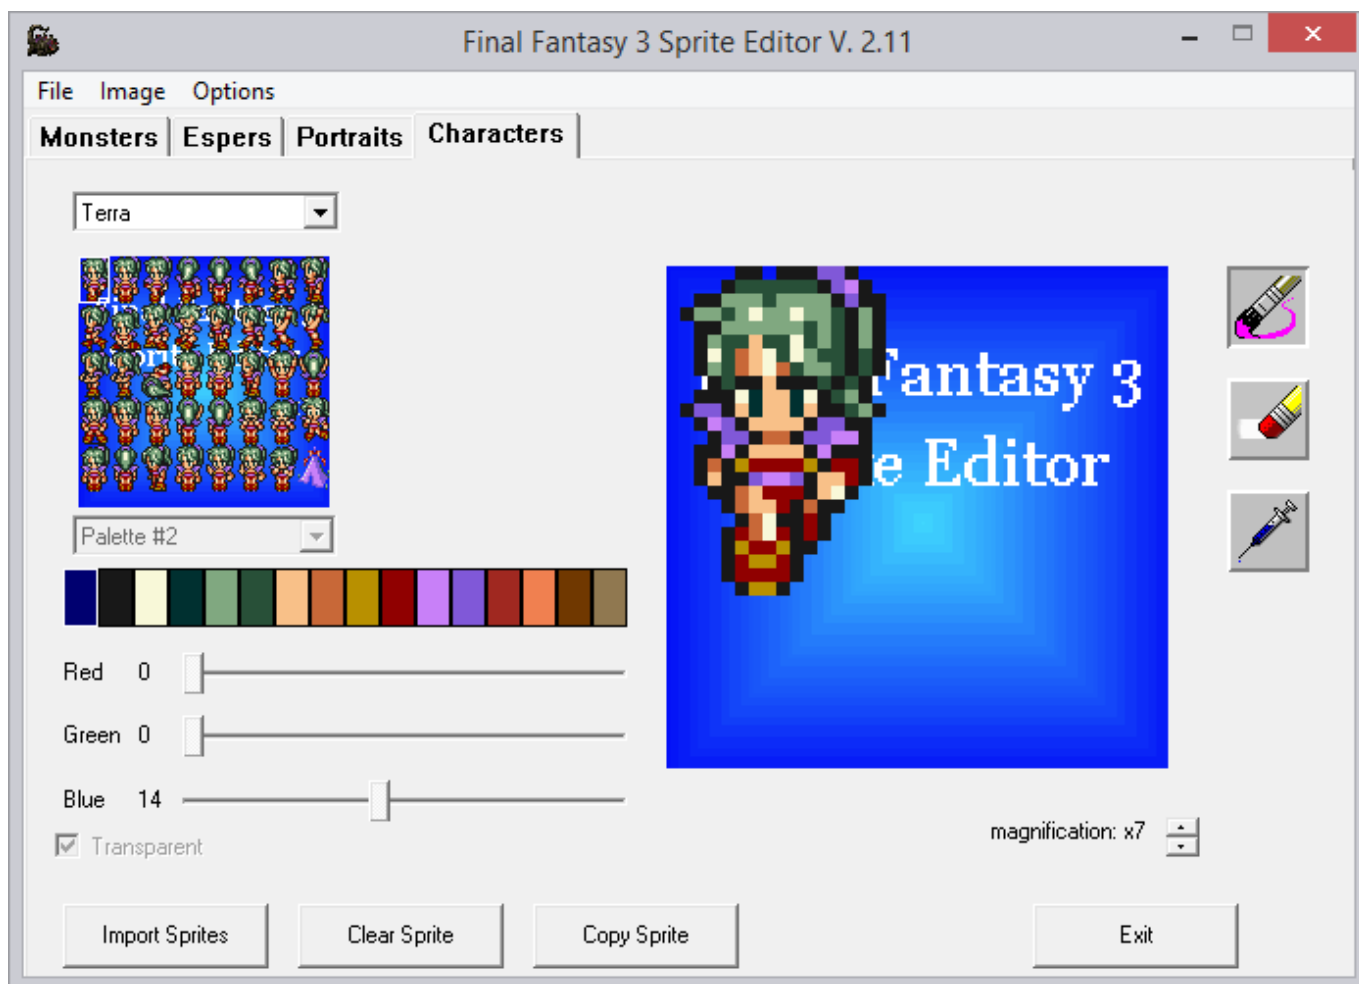 Final Fantasy 3 Sprite Editor V. 2.11
File Image Options
Monsters Espers Portraits Characters
Terra
Fantasy 3
Editor
Palette #2
Red 0
Green 0
Blue 14
Transparent
magnification: x7
Import Sprites Clear Sprite Copy Sprite Exit